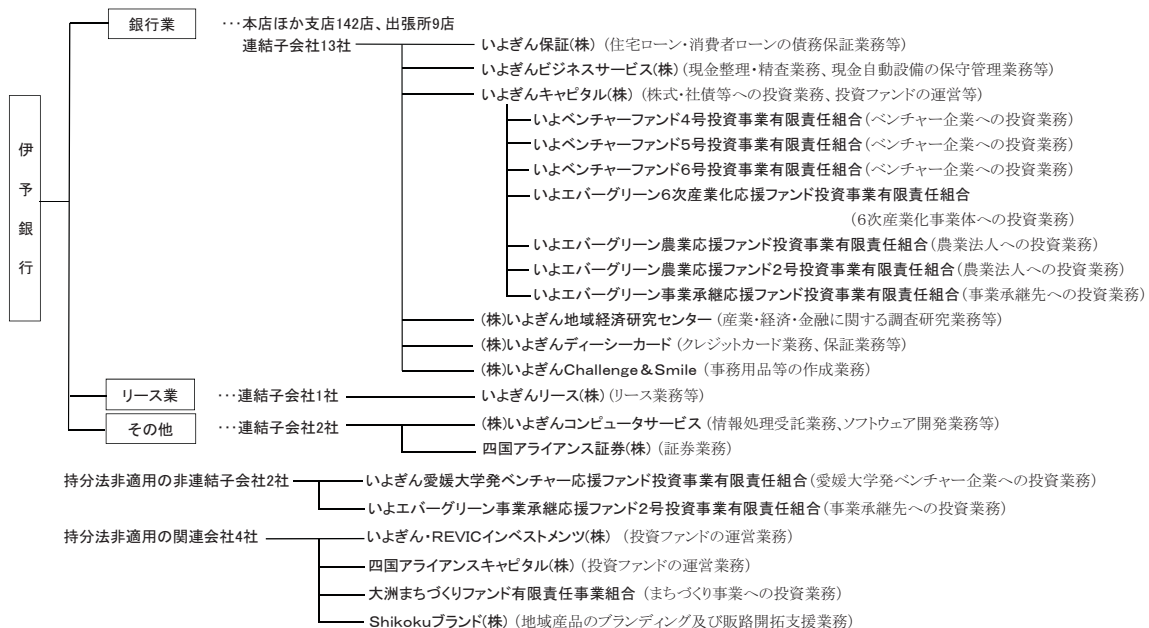 銀行業 ･･･本店ほか支店142店、出張所9店
連結子会社13社 いよぎん保証(株) (住宅ローン・消費者ローンの債務保証業務等)
いよぎんビジネスサービス(株) (現金整理・精査業務、現金自動設備の保守管理業務等)
いよぎんキャピタル(株) (株式・社債等への投資業務、投資ファンドの運営等)
いよベンチャーファンド4号投資事業有限責任組合(ベンチャー企業への投資業務)
いよベンチャーファンド5号投資事業有限責任組合(ベンチャー企業への投資業務)
いよベンチャーファンド6号投資事業有限責任組合(ベンチャー企業への投資業務)
いよエバーグリーン6次産業化応援ファンド投資事業有限責任組合
(6次産業化事業体への投資業務)
いよエバーグリーン農業応援ファンド投資事業有限責任組合(農業法人への投資業務)
いよエバーグリーン農業応援ファンド2号投資事業有限責任組合(農業法人への投資業務)
いよエバーグリーン事業承継応援ファンド投資事業有限責任組合(事業承継先への投資業務)
(株)いよぎん地域経済研究センター (産業・経済・金融に関する調査研究業務等)
(株)いよぎんディーシーカード (クレジットカード業務、保証業務等)
(株)いよぎんChallenge&Smile (事務用品等の作成業務)
伊予銀行
リース業 ･･･連結子会社1社 いよぎんリース(株) (リース業務等)
その他 ･･･連結子会社2社 (株)いよぎんコンピュータサービス (情報処理受託業務、ソフトウェア開発業務等)
四国アライアンス証券(株) (証券業務)
持分法非適用の非連結子会社2社 いよぎん愛媛大学発ベンチャー応援ファンド投資事業有限責任組合(愛媛大学発ベンチャー企業への投資業務)
いよエバーグリーン事業承継応援ファンド2号投資事業有限責任組合(事業承継先への投資業務)
持分法非適用の関連会社4社 いよぎん・REVICインベストメンツ(株) (投資ファンドの運営業務)
四国アライアンスキャピタル(株) (投資ファンドの運営業務)
大洲まちづくりファンド有限責任事業組合 (まちづくり事業への投資業務)
Shikokuブランド(株) (地域産品のブランディング及び販路開拓支援業務)